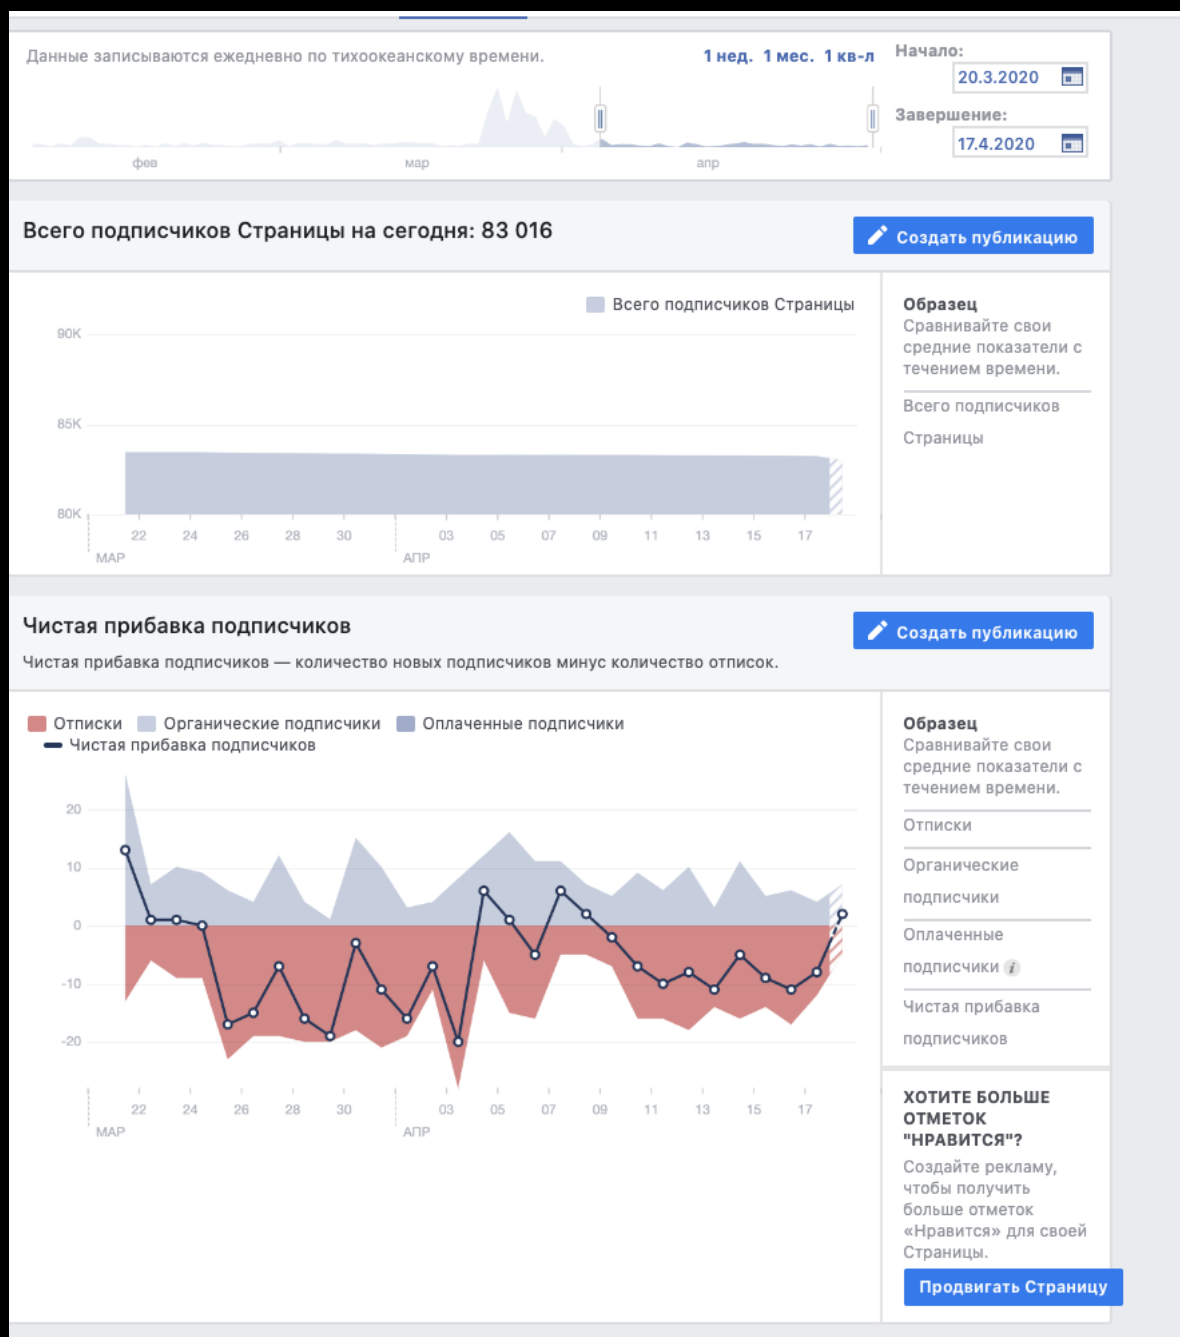 Данные записываются ежедневно по тихоокеанскому времени.
1 нед. 1 мес. 1 кв-л
Начало:
20.3.2020
Завершение:
17.4.2020
фев мар апр
Всего подписчиков Страницы на сегодня: 83 016
Создать публикацию
Всего подписчиков Страницы
90K
85K
80K
22 24 26 28 30 03 05 07 09 11 13 15 17
МАР АПР
Образец
Сравнивайте свои
средние показатели с
течением времени.
Всего подписчиков
Страницы
Чистая прибавка подписчиков
Создать публикацию
Чистая прибавка подписчиков — количество новых подписчиков минус количество отписок.
Отписки Органические подписчики Оплаченные подписчики
Чистая прибавка подписчиков
20
10
0
-10
-20
22 24 26 28 30 03 05 07 09 11 13 15 17
МАР АПР
Образец
Сравнивайте свои
средние показатели с
течением времени.
Отписки
Органические
подписчики
Оплаченные
подписчики i
Чистая прибавка
подписчиков
ХОТИТЕ БОЛЬШЕ
ОТМЕТОК
"НРАВИТСЯ"?
Создайте рекламу,
чтобы получить
больше отметок
«Нравится» для своей
Страницы.
Продвигать Страницу